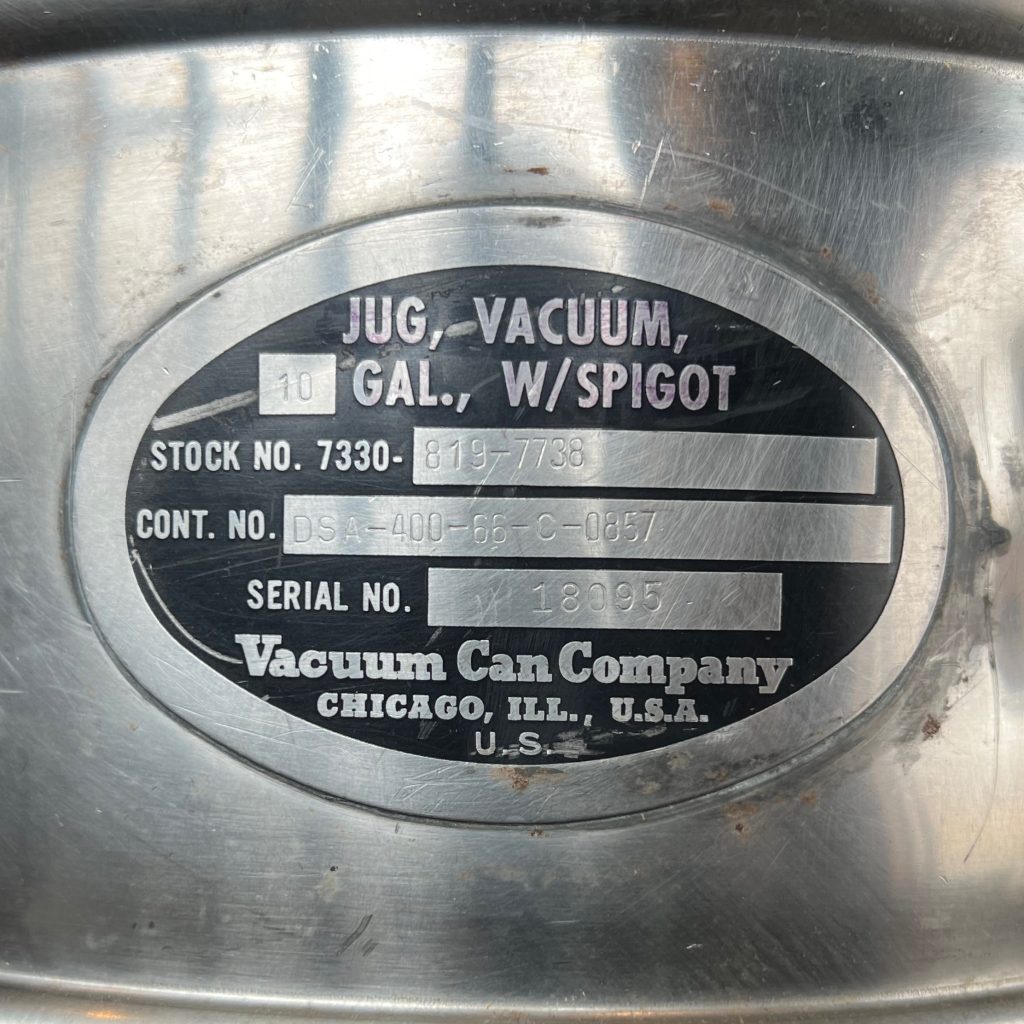 JUG, VACUUM,
10 GAL., W/SPIGOT
STOCK NO. 7330- 819-7738
CONT. NO. DSA-400-66-C-0857
SERIAL NO. 18095
Vacuum Can Company
CHICAGO, ILL., U.S.A.
U.S.